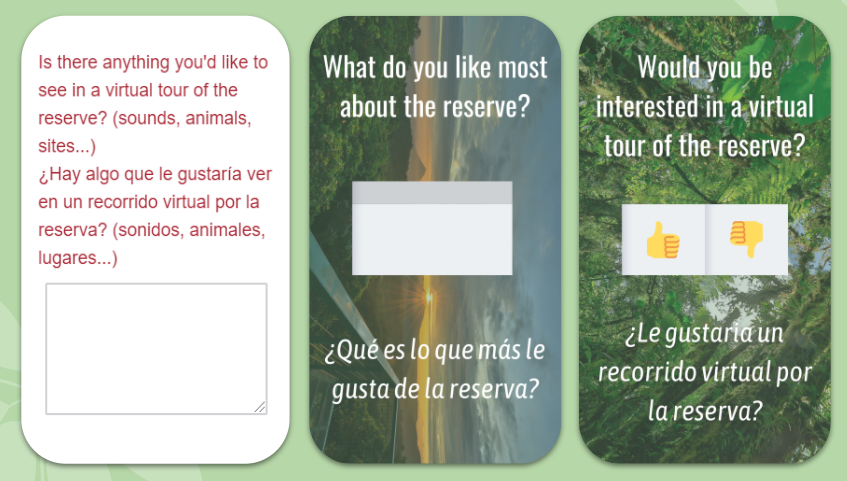 Is there anything you'd like to
see in a virtual tour of the
reserve? (sounds, animals,
sites...)
¿Hay algo que le gustaría ver
en un recorrido virtual por la
reserva? (sonidos, animales,
lugares...)
What do you like most
about the reserve?
¿Qué es lo que más le
gusta de la reserva?
Would you be
interested in a virtual
tour of the reserve?
¿Le gustaria un
recorrido virtual por
la reserva?